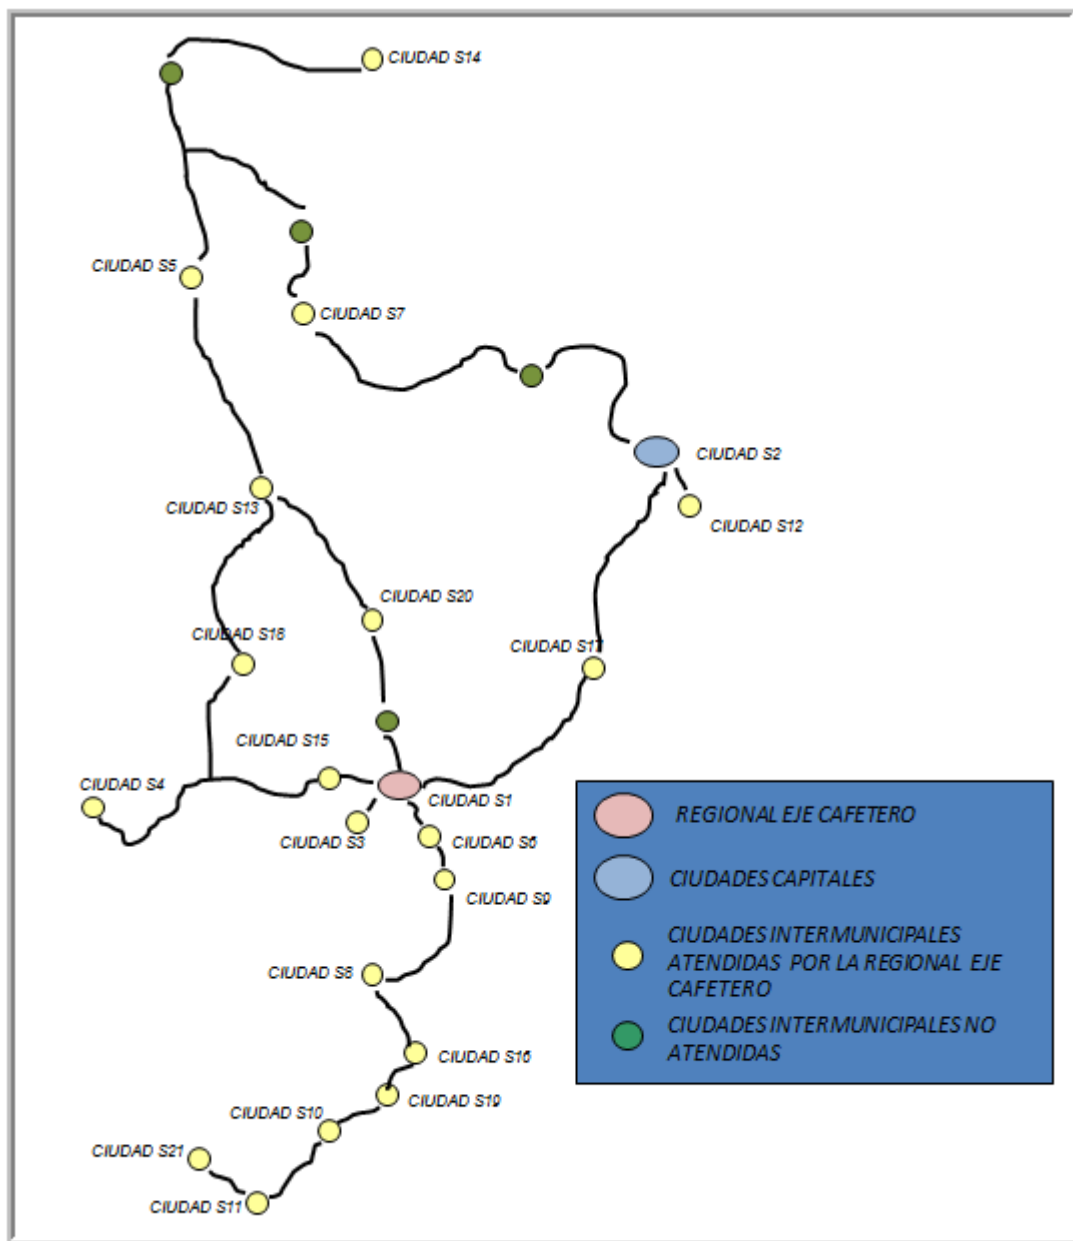 CIUDAD S14
CIUDAD S5
CIUDAD S7
CIUDAD S2
CIUDAD S13
CIUDAD S12
CIUDAD S20
CIUDAD S18
CIUDAD S17
CIUDAD S15
CIUDAD S4
CIUDAD S1
CIUDAD S3
CIUDAD S6
CIUDAD S9
CIUDAD S8
CIUDAD S16
CIUDAD S19
CIUDAD S10
CIUDAD S21
CIUDAD S11
REGIONAL EJE CAFETERO
CIUDADES CAPITALES
CIUDADES INTERMUNICIPALES
ATENDIDAS POR LA REGIONAL EJE
CAFETERO
CIUDADES INTERMUNICIPALES NO
ATENDIDAS